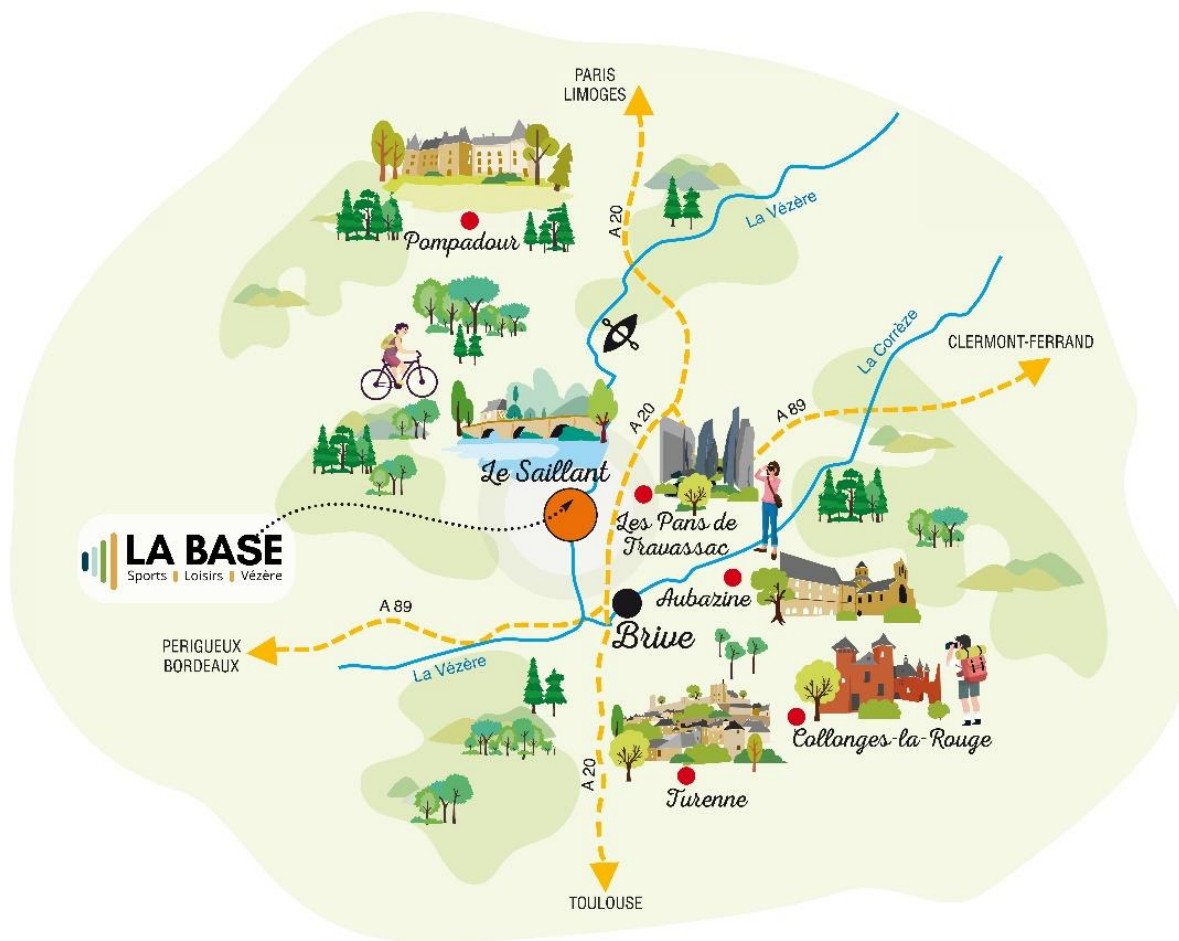 PARIS
LIMOGES
La Vézère
A 20
Pompadour
La Corrèze
CLERMONT-FERRAND
A 20
A 89
Le Saillant
Les Pans de
Travassac
LA BASE
Sports Loisirs Vézère
Aubazine
A 89
Brive
PERIGUEUX
BORDEAUX
La Vézère
Collonges-la-Rouge
A 20
Turenne
TOULOUSE